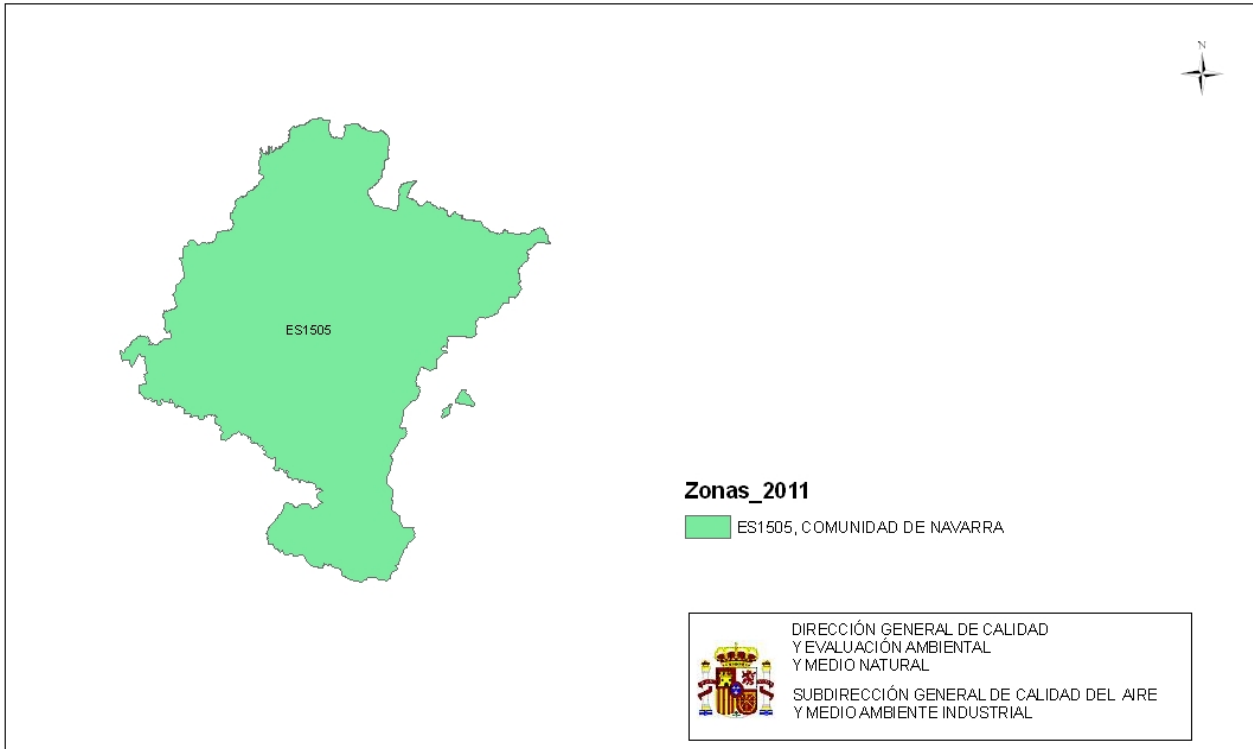 N
ES1505
Zonas_2011
ES1505, COMUNIDAD DE NAVARRA
DIRECCIÓN GENERAL DE CALIDAD
Y EVALUACIÓN AMBIENTAL
Y MEDIO NATURAL
SUBDIRECCIÓN GENERAL DE CALIDAD DEL AIRE
Y MEDIO AMBIENTE INDUSTRIAL